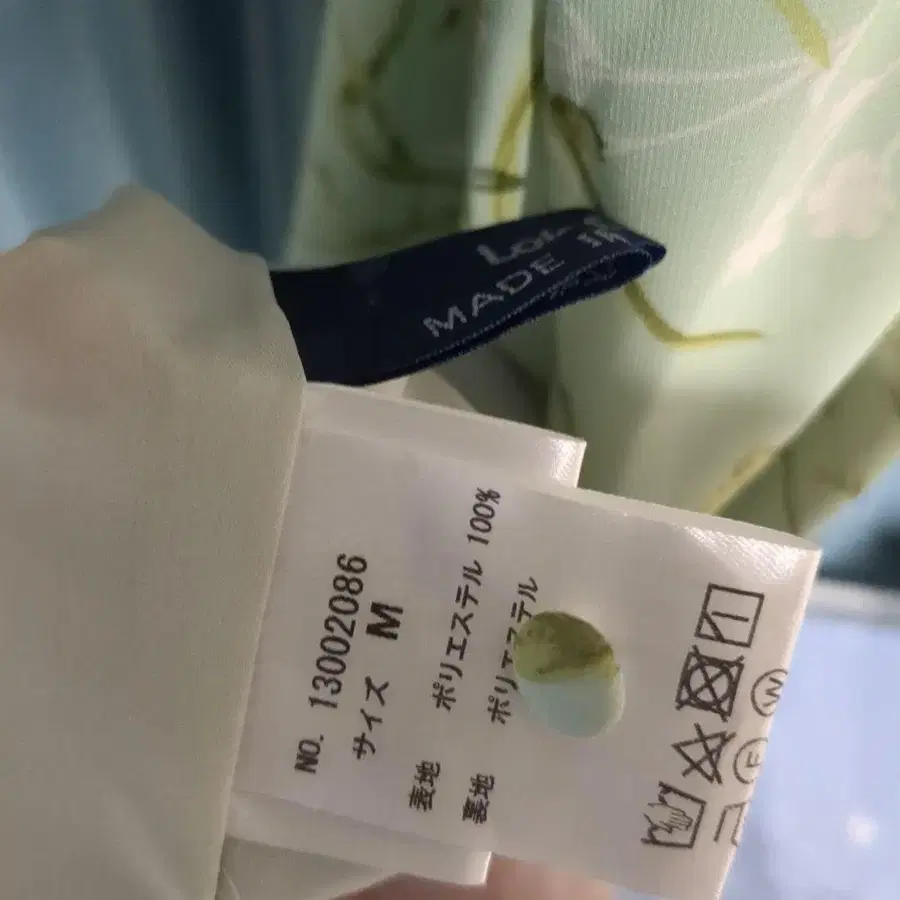 MADE IN
NO. 13002086
サイズ M
表地 ポリエステル 100%
裏地 ポリエステル
F W